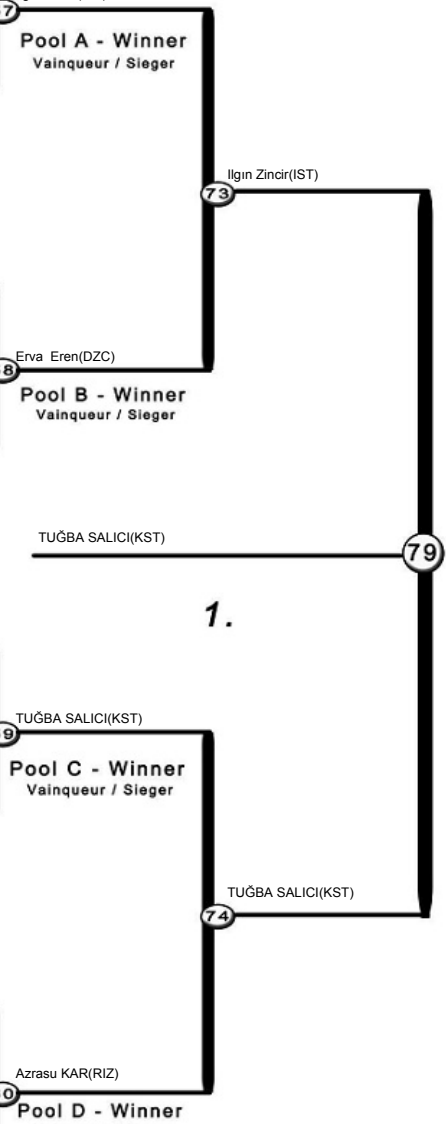 Pool A - Winner
Vainqueur / Sieger
Ilgın Zincir(IST)
73
Erva Eren(DZC)
Pool B - Winner
Vainqueur / Sieger
TUĞBA SALICI(KST)
79
1.
TUĞBA SALICI(KST)
Pool C - Winner
Vainqueur / Sieger
TUĞBA SALICI(KST)
74
Azrasu KAR(RIZ)
Pool D - Winner